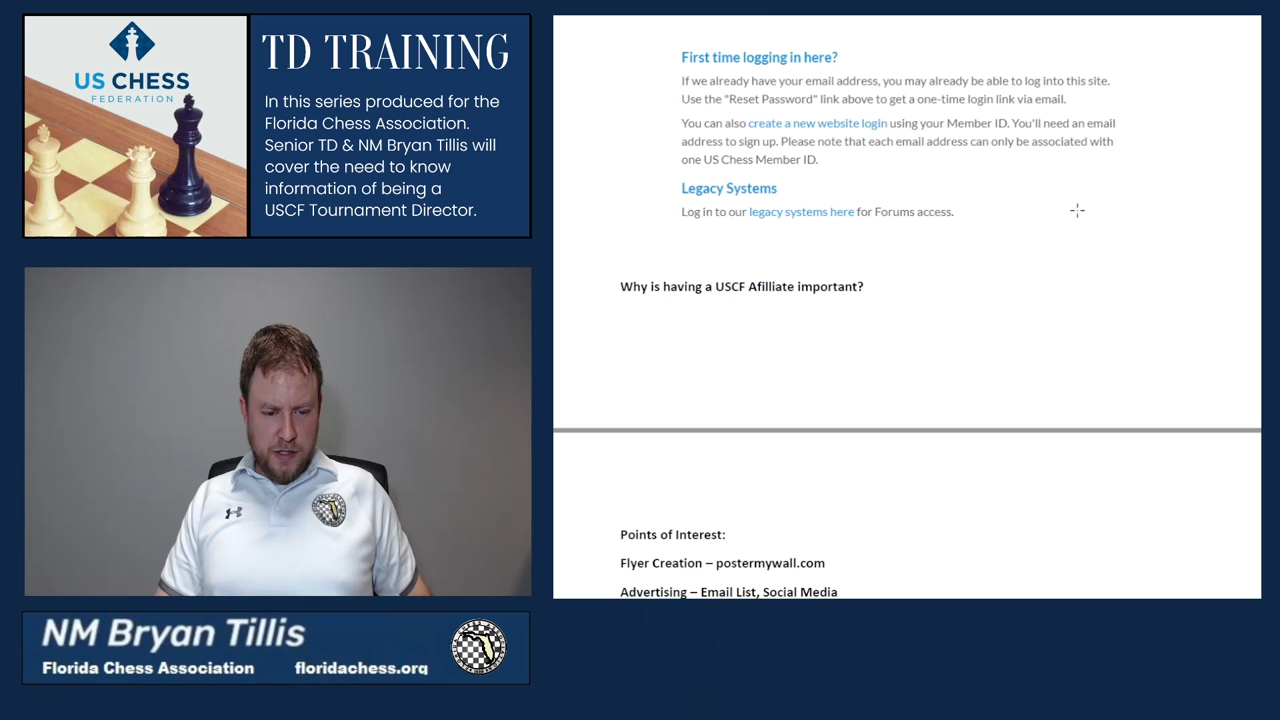 US CHESS
FEDERATION
TD TRAINING
In this series produced for the
Florida Chess Association.
Senior TD & NM Bryan Tillis will
cover the need to know
information of being a
USCF Tournament Director.
NM Bryan Tillis
Florida Chess Association floridachess.org
First time logging in here?
If we already have your email address, you may already be able to log into this site.
Use the "Reset Password" link above to get a one-time login link via email.
You can also create a new website login using your Member ID. You'll need an email
address to sign up. Please note that each email address can only be associated with
one US Chess Member ID.
Legacy Systems
Log in to our legacy systems here for Forums access.
Why is having a USCF Afilliate important?
Points of Interest:
Flyer Creation – postermywall.com
Advertising – Email List, Social Media